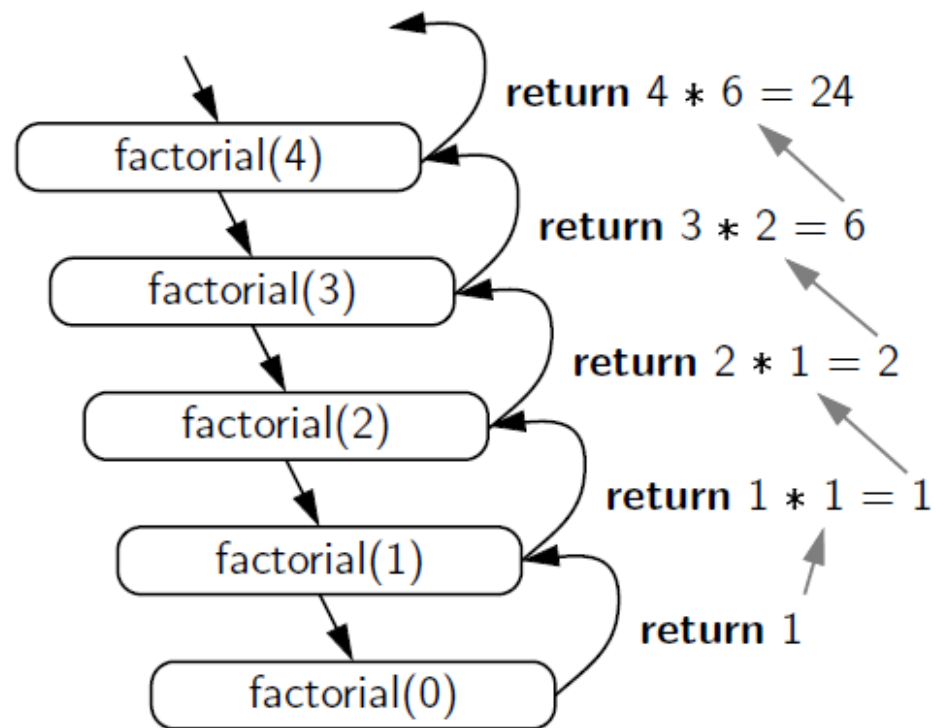 return 4 * 6 = 24
factorial(4)
return 3 * 2 = 6
factorial(3)
return 2 * 1 = 2
factorial(2)
return 1 * 1 = 1
factorial(1)
return 1
factorial(0)